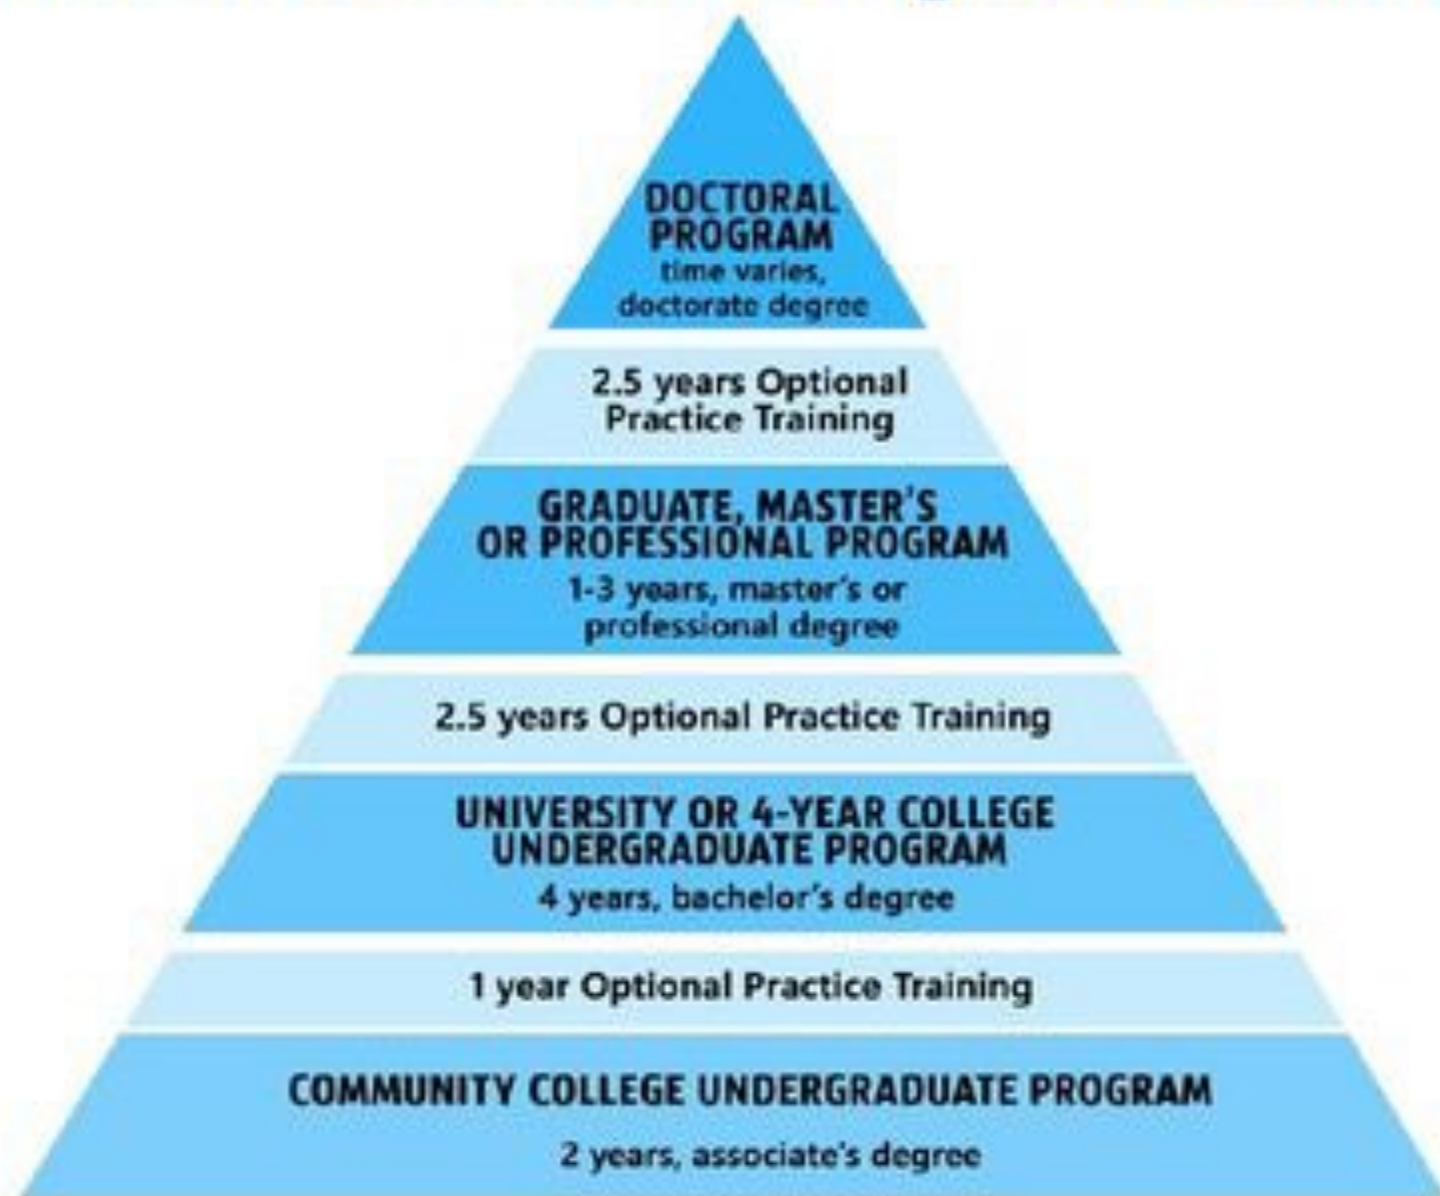 DOCTORAL
PROGRAM
time varies,
doctorate degree
2.5 years Optional
Practice Training
GRADUATE, MASTER'S
OR PROFESSIONAL PROGRAM
1-3 years, master's or
professional degree
2.5 years Optional Practice Training
UNIVERSITY OR 4-YEAR COLLEGE
UNDERGRADUATE PROGRAM
4 years, bachelor's degree
1 year Optional Practice Training
COMMUNITY COLLEGE UNDERGRADUATE PROGRAM
2 years, associate's degree